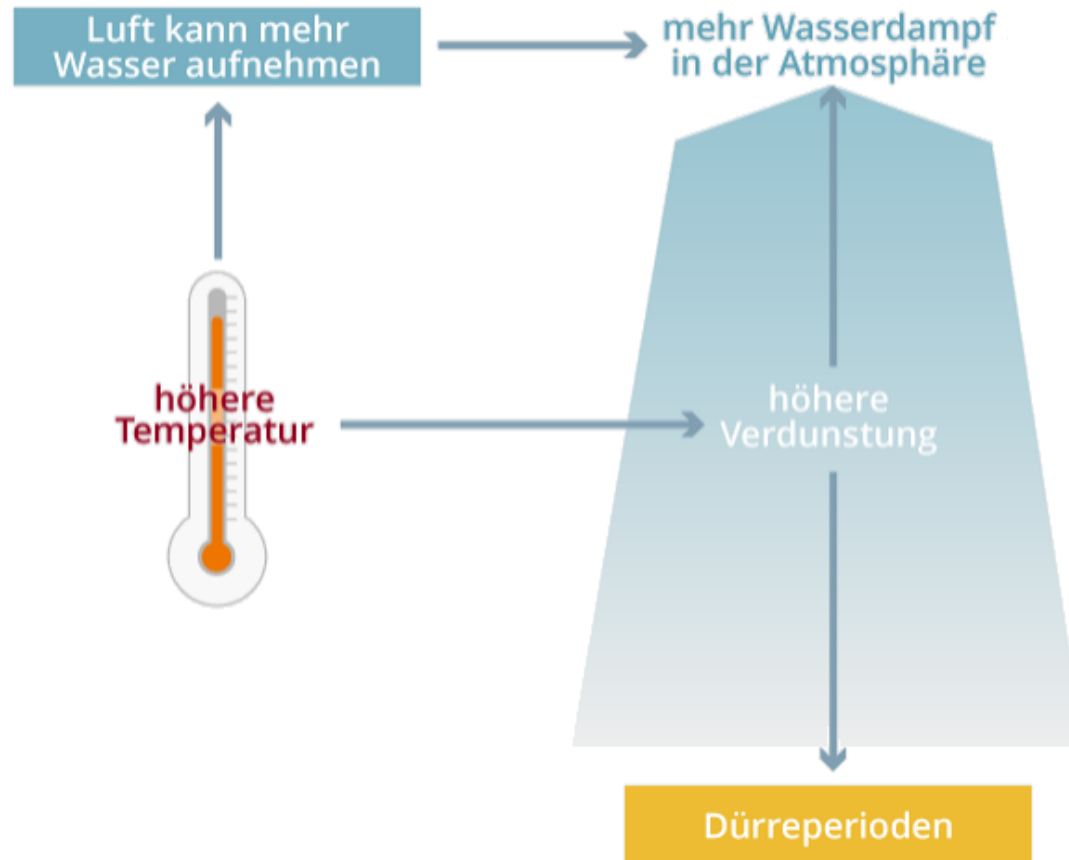 Luft kann mehr
Wasser aufnehmen
mehr Wasserdampf
in der Atmosphäre
höhere
Temperatur
höhere
Verdunstung
Dürreperioden